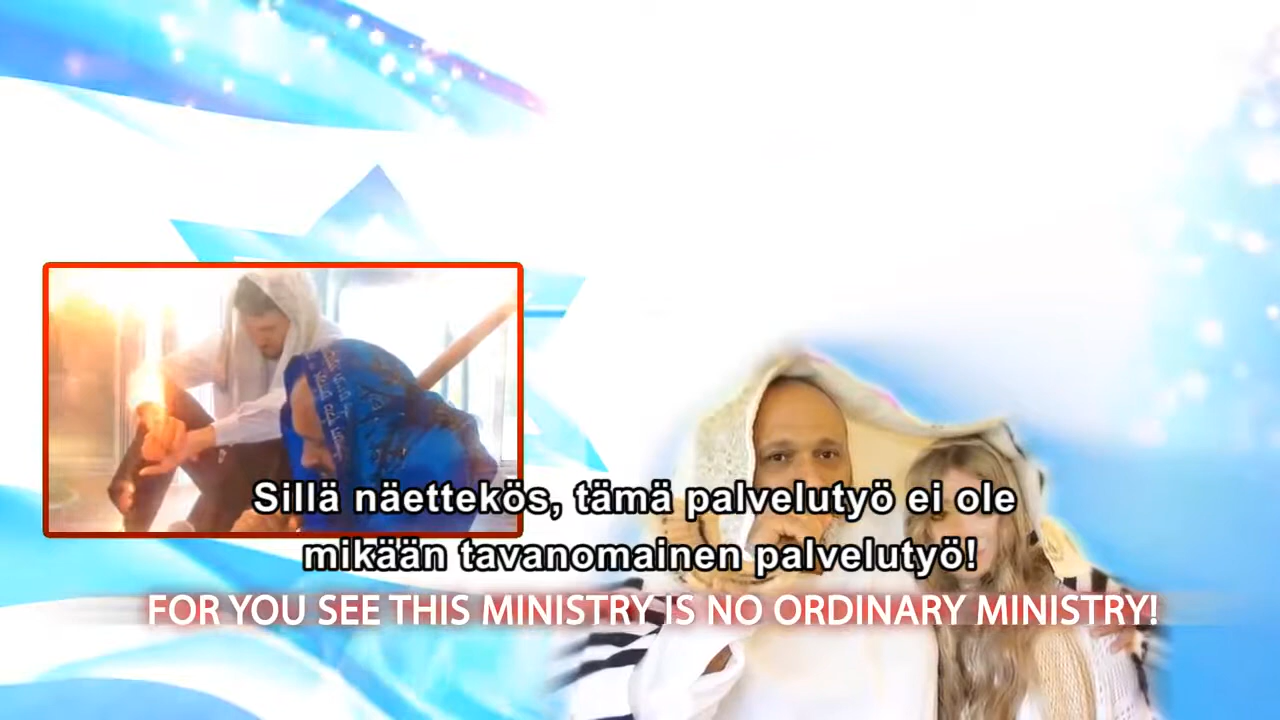 Sillä näettekös, tämä palvelutyö ei ole
mikään tavanomainen palvelutyö!
FOR YOU SEE THIS MINISTRY IS NO ORDINARY MINISTRY!